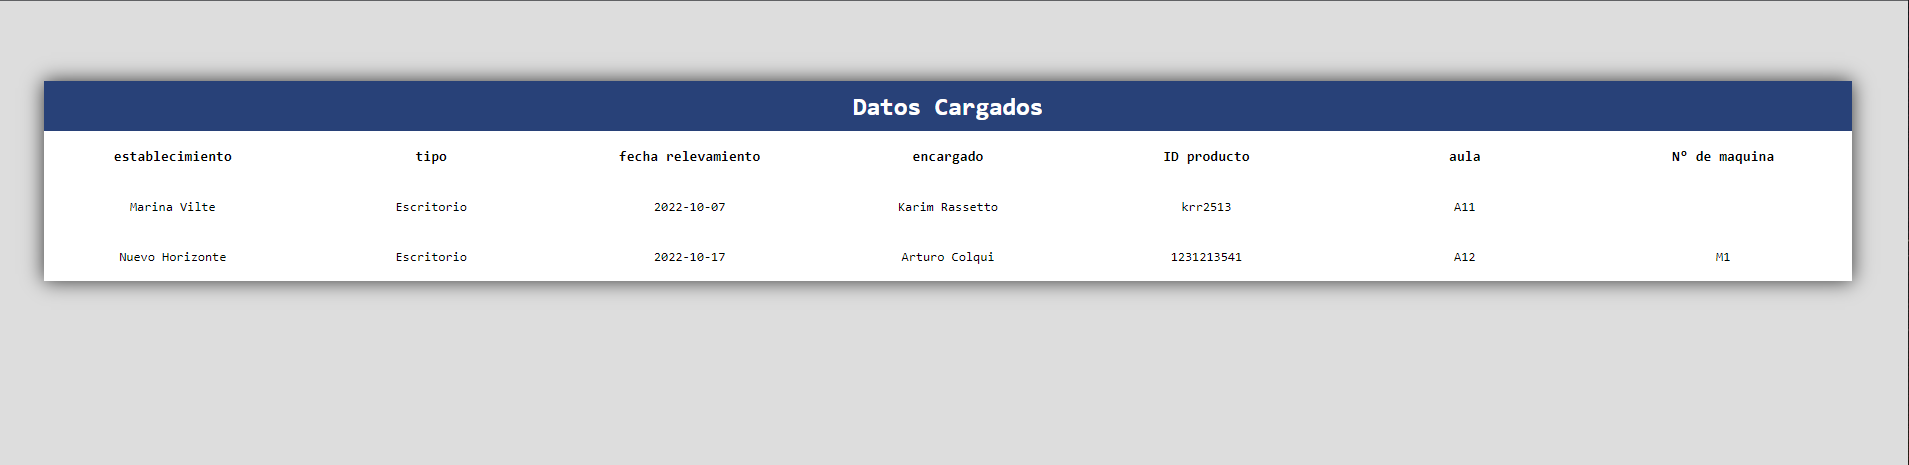 Datos Cargados
establecimiento tipo fecha relevamiento encargado ID producto aula Nº de maquina
Marina Vilte Escritorio 2022-10-07 Karim Rassetto krr2513 A11
Nuevo Horizonte Escritorio 2022-10-17 Arturo Colqui 1231213541 A12 M1